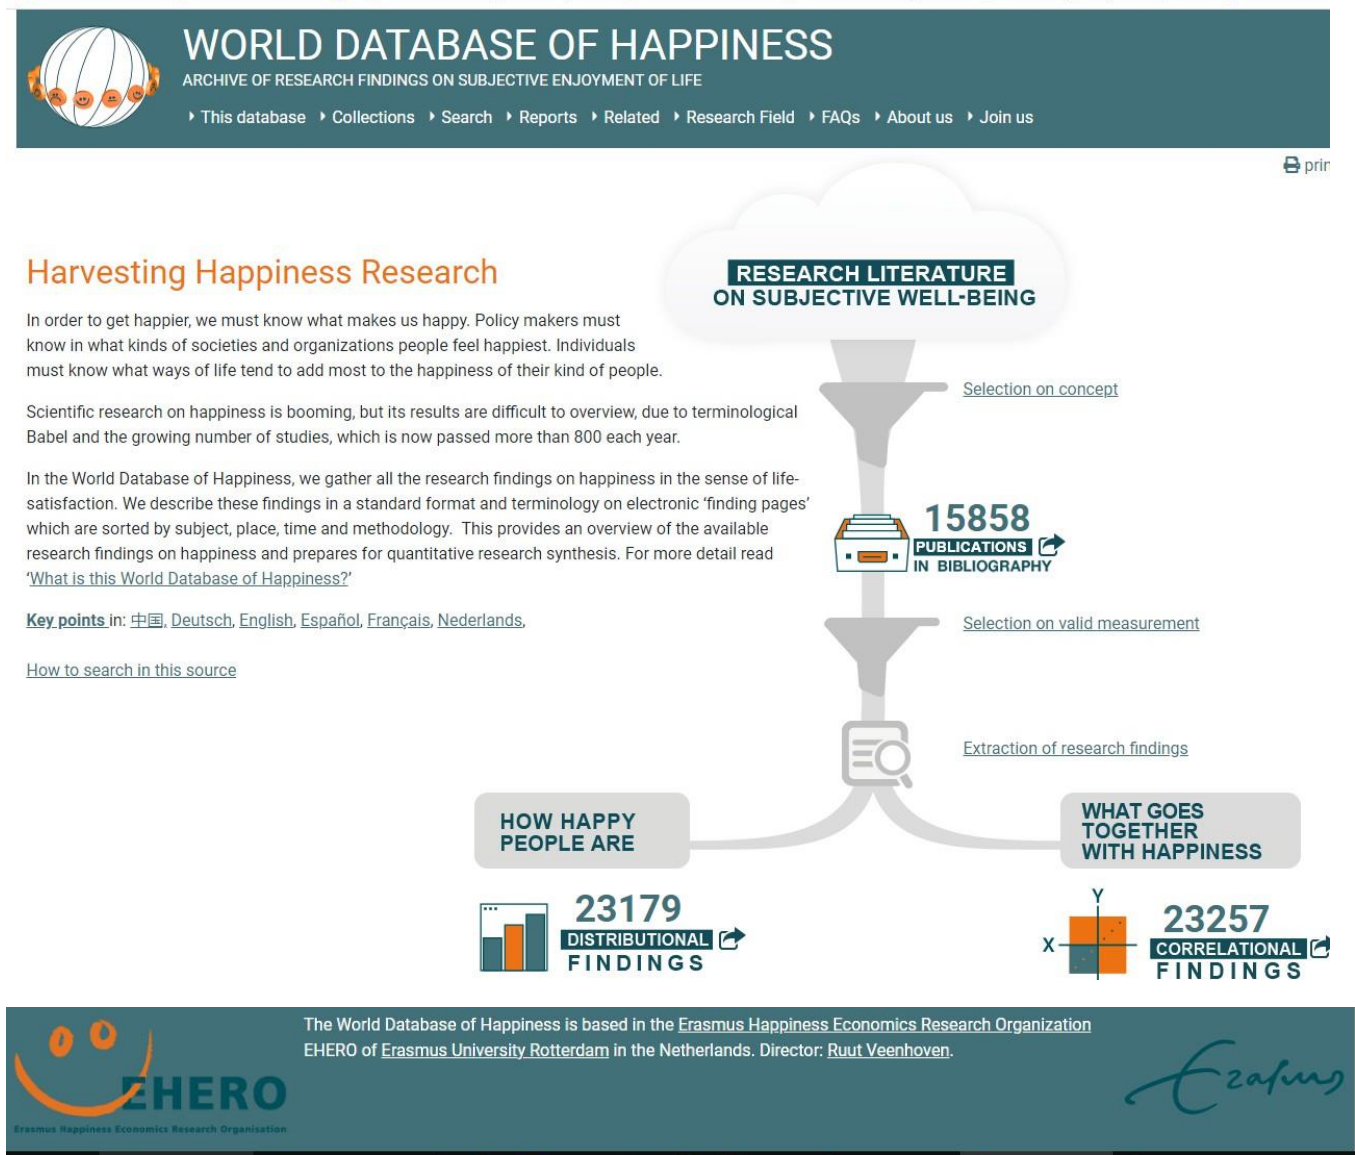 WORLD DATABASE OF HAPPINESS
ARCHIVE OF RESEARCH FINDINGS ON SUBJECTIVE ENJOYMENT OF LIFE
This database Collections Search Reports Related Research Field FAQs About us Join us
prin
Harvesting Happiness Research
In order to get happier, we must know what makes us happy. Policy makers must
know in what kinds of societies and organizations people feel happiest. Individuals
must know what ways of life tend to add most to the happiness of their kind of people.
Scientific research on happiness is booming, but its results are difficult to overview, due to terminological
Babel and the growing number of studies, which is now passed more than 800 each year.
In the World Database of Happiness, we gather all the research findings on happiness in the sense of life-
satisfaction. We describe these findings in a standard format and terminology on electronic ‘finding pages’
which are sorted by subject, place, time and methodology. This provides an overview of the available
research findings on happiness and prepares for quantitative research synthesis. For more detail read
‘What is this World Database of Happiness?’
Key points in: 中国, Deutsch, English, Español, Français, Nederlands,
How to search in this source
RESEARCH LITERATURE
ON SUBJECTIVE WELL-BEING
Selection on concept
15858
PUBLICATIONS
IN BIBLIOGRAPHY
Selection on valid measurement
Extraction of research findings
HOW HAPPY
PEOPLE ARE
23179
DISTRIBUTIONAL
FINDINGS
WHAT GOES
TOGETHER
WITH HAPPINESS
Y
X
23257
CORRELATIONAL
FINDINGS
EHERO
Erasmus Happiness Economics Research Organisation
The World Database of Happiness is based in the Erasmus Happiness Economics Research Organization
EHERO of Erasmus University Rotterdam in the Netherlands. Director: Ruut Veenhoven.
Erasmus